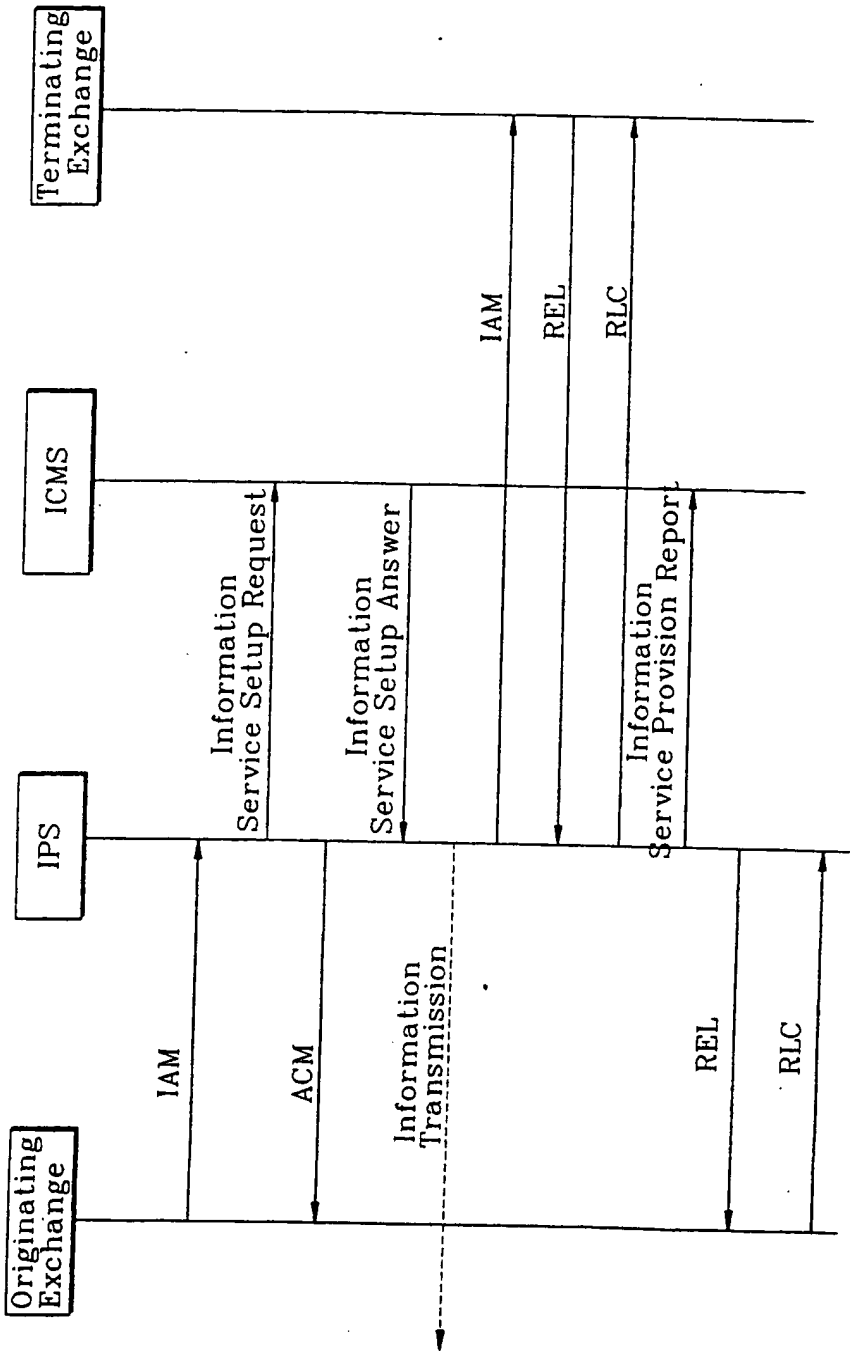 Originating
Exchange
IPS
ICMS
Terminating
Exchange
IAM
Information
Service Setup Request
ACM
Information
Service Setup Answer
Information
Transmission
IAM
REL
RLC
Information
Service Provision Report
REL
RLC